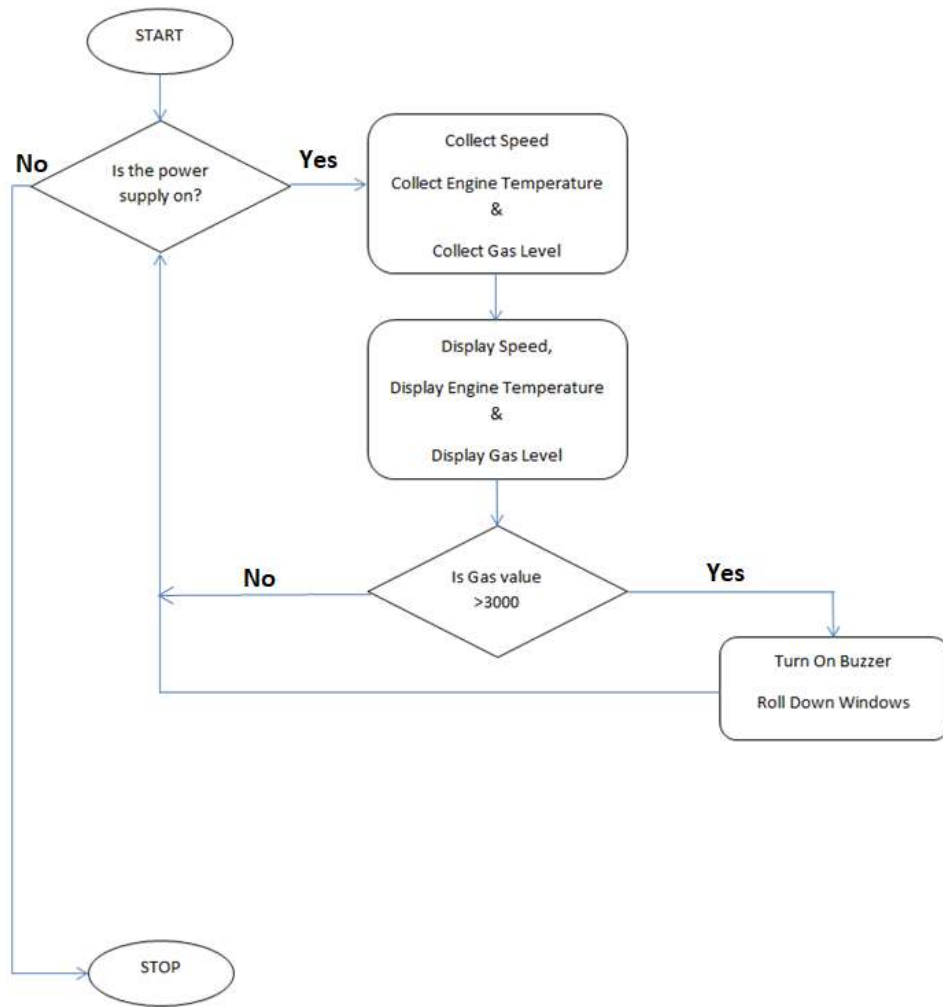 START
No
Yes
Is the power
supply on?
Collect Speed
Collect Engine Temperature
&
Collect Gas Level
Display Speed,
Display Engine Temperature
&
Display Gas Level
No
Is Gas value
>3000
Yes
Turn On Buzzer
Roll Down Windows
STOP